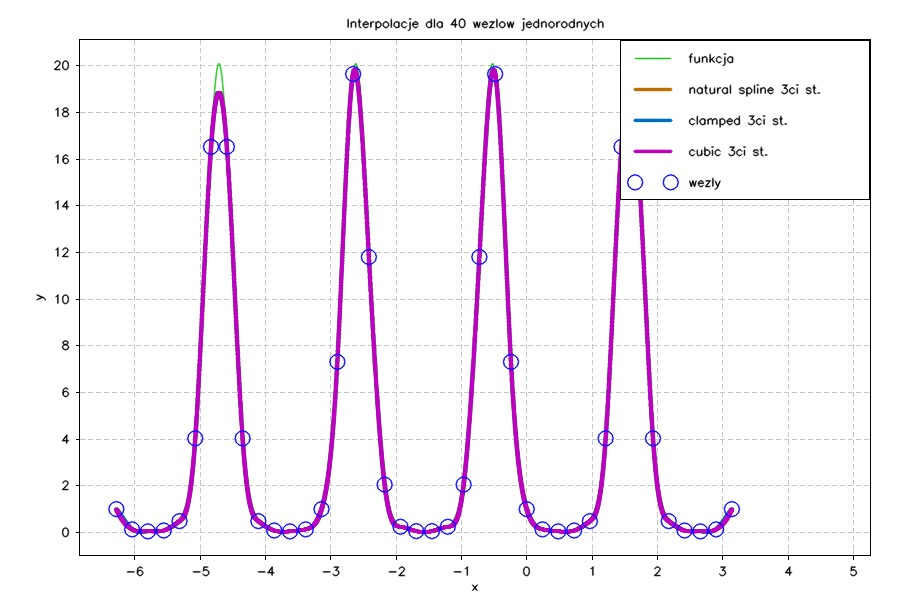 Interpolacje dla 40 wezlow jednorodnych
funkcja
natural spline 3ci st.
clamped 3ci st.
cubic 3ci st.
wezly
20
18
16
14
12
10
8
6
4
2
0
y
-6 -5 -4 -3 -2 -1 0 1 2 3 4 5
x